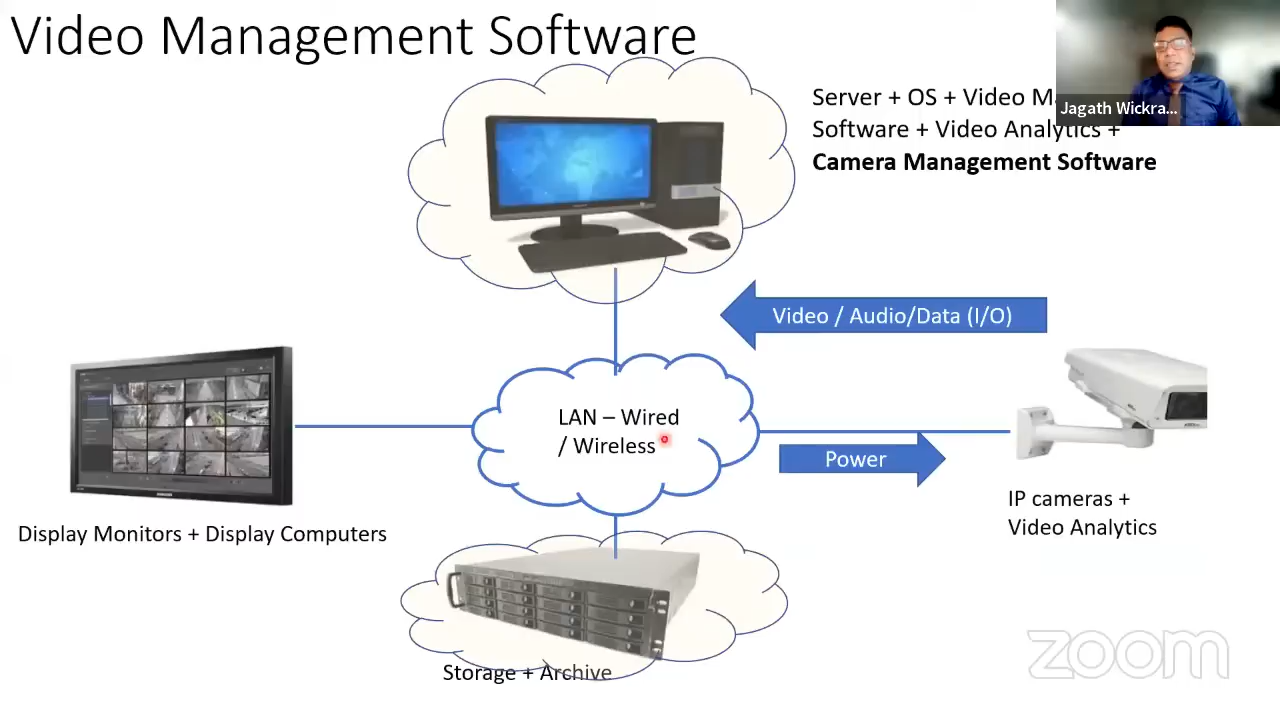 Video Management Software
Jagath Wickra...
Server + OS + Video
Software + Video Analytics +
Camera Management Software
Video / Audio/Data (I/O)
LAN – Wired
/ Wireless
Power
IP cameras +
Video Analytics
Display Monitors + Display Computers
Storage + Archive
zoom